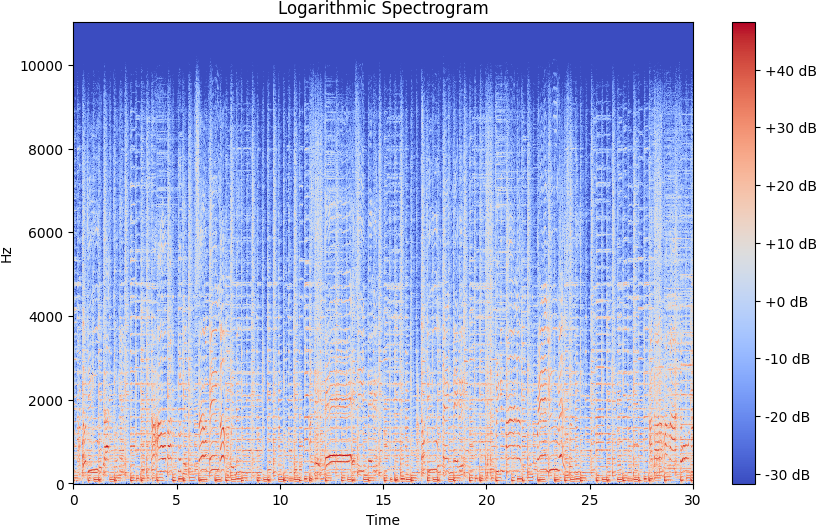 Logarithmic Spectrogram
Hz
10000
8000
6000
4000
2000
0
0 5 10 15 20 25 30
Time
+40 dB
+30 dB
+20 dB
+10 dB
+0 dB
-10 dB
-20 dB
-30 dB